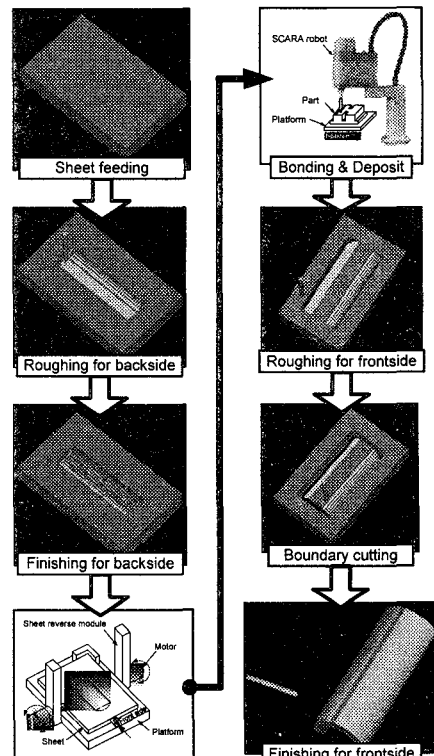 Sheet feeding
Roughing for backside
Finishing for backside
Sheet reverse module
Motor
Platform
Sheet
SCARA robot
Part
Platform
Bonding & Deposit
Roughing for frontside
Boundary cutting
Finishing for frontside